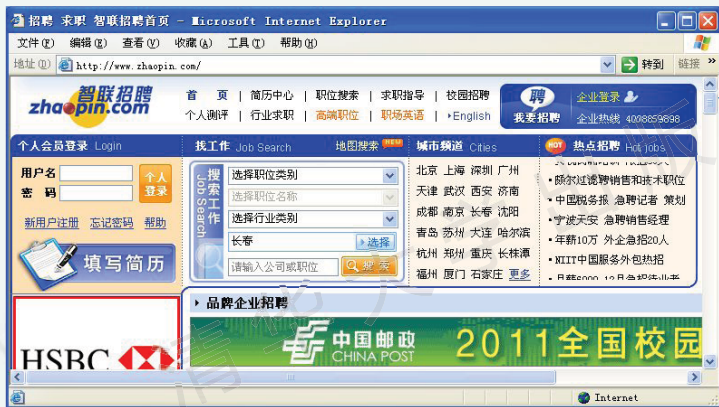 招聘 求职 智联招聘首页 - Microsoft Internet Explorer
文件(F) 编辑(E) 查看(V) 收藏(A) 工具(T) 帮助(H)
地址(D) http://www.zhaopin.com/ 转到 链接 »
智联招聘
zhaopin.com
首 页 | 简历中心 | 职位搜索 | 求职指导 | 校园招聘
个人测评 | 行业求职 | 高端职位 | 职场英语 | English
聘
我要招聘
企业登录
企业热线 4008859898
个人会员登录 Login
用户名
密 码
个人登录
新用户注册 忘记密码 帮助
填写简历
找工作 Job Search 地图搜索 NEW
搜索工作
Job Search
选择职位类别
选择职位名称
选择行业类别
长春 选择
请输入公司或职位 搜索
城市频道 Cities
北京 上海 深圳 广州
天津 武汉 西安 济南
成都 南京 长春 沈阳
青岛 苏州 大连 哈尔滨
杭州 郑州 重庆 长株潭
福州 厦门 石家庄 更多
HOT 热点招聘 Hot jobs
颇尔过滤聘销售和技术职位
中国税务报 急聘记者 策划
宁波天安 急聘销售经理
年薪10万 外企急招20人
NIIT中国服务外包热招
品牌企业招聘
HSBC
中国邮政
CHINA POST
2011全国校园
Internet